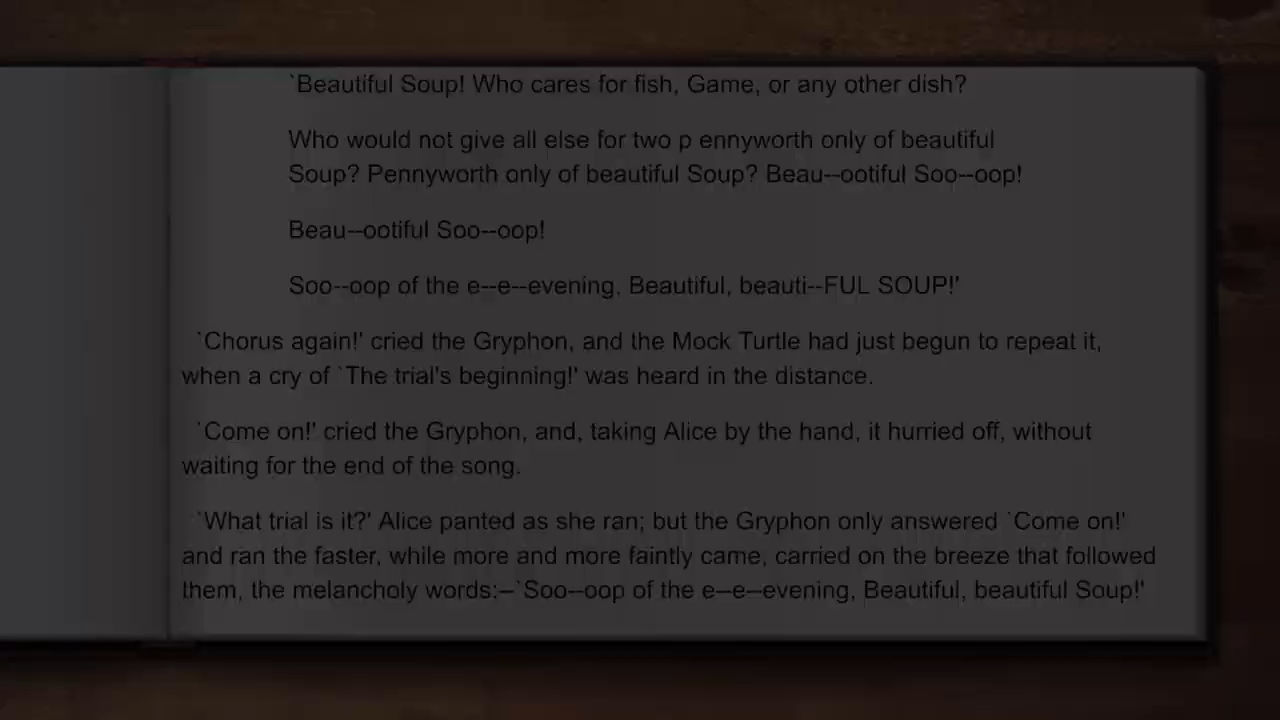 `Beautiful Soup! Who cares for fish, Game, or any other dish?
Who would not give all else for two p ennyworth only of beautiful
Soup? Pennyworth only of beautiful Soup? Beau--ootiful Soo--oop!
Beau--ootiful Soo--oop!
Soo--oop of the e--e--evening, Beautiful, beauti--FUL SOUP!'
`Chorus again!' cried the Gryphon, and the Mock Turtle had just begun to repeat it,
when a cry of `The trial's beginning!' was heard in the distance.
`Come on!' cried the Gryphon, and, taking Alice by the hand, it hurried off, without
waiting for the end of the song.
`What trial is it?' Alice panted as she ran; but the Gryphon only answered `Come on!'
and ran the faster, while more and more faintly came, carried on the breeze that followed
them, the melancholy words:--`Soo--oop of the e--e--evening, Beautiful, beautiful Soup!'